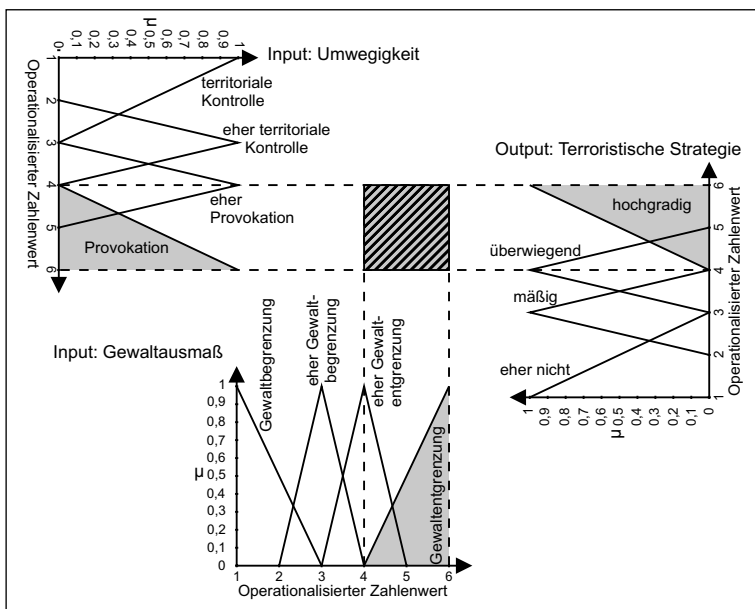 µ
0 0,1 0,2 0,3 0,4 0,5 0,6 0,7 0,8 0,9 1
Input: Umwegigkeit
Operationalisierter Zahlenwert
1 2 3 4 5 6
territoriale
Kontrolle
eher territoriale
Kontrolle
eher
Provokation
Provokation
Output: Terroristische Strategie
hochgradig
überwiegend
mäßig
eher nicht
6 5 4 3 2 1
Operationalisierter Zahlenwert
1 0,9 0,8 0,7 0,6 0,5 0,4 0,3 0,2 0,1 0
µ
Input: Gewaltausmaß
Gewaltbegrenzung
eher Gewalt-
begrenzung
eher Gewal-
entgrenzung
Gewaltentgrenzung
1
0,9
0,8
0,7
0,6
0,5
0,4
0,3
0,2
0,1
0
µ
1 2 3 4 5 6
Operationalisierter Zahlenwert